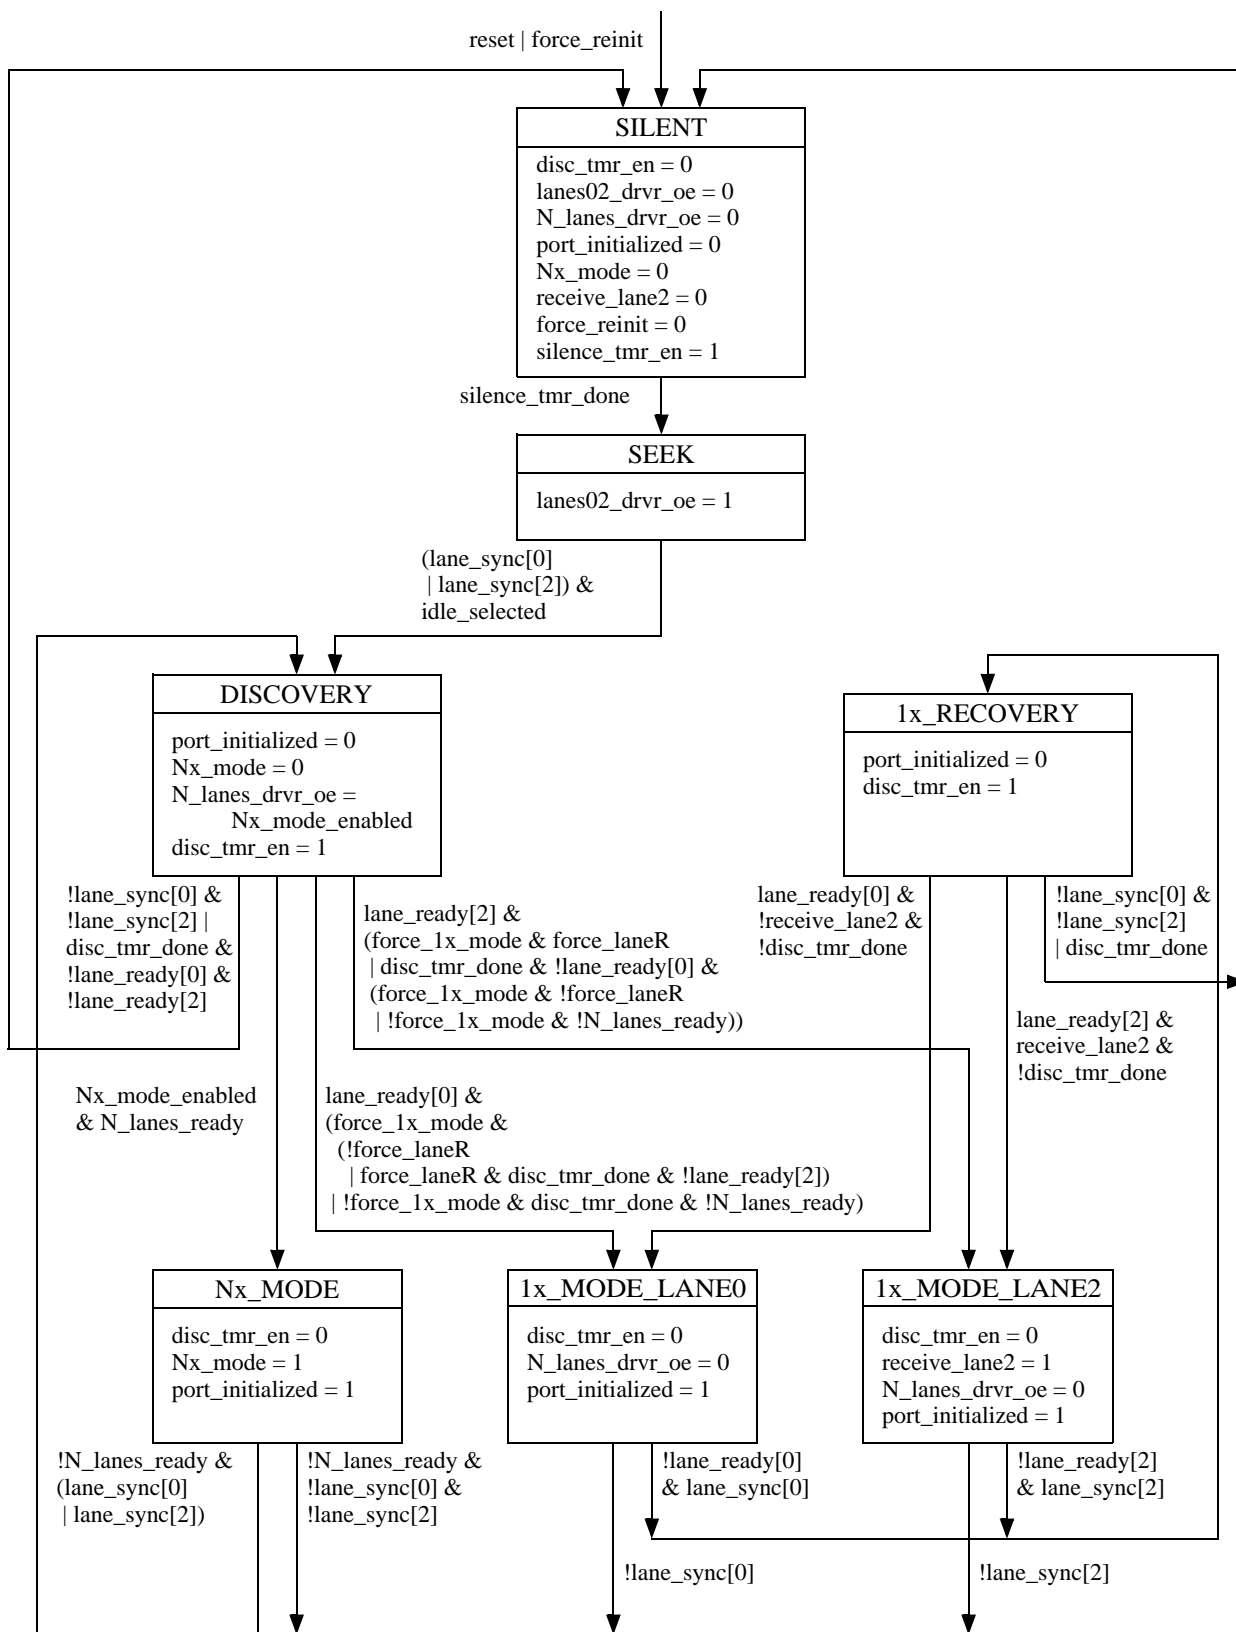 reset | force_reinit
SILENT
disc_tmr_en = 0
lanes02_drvr_oe = 0
N_lanes_drvr_oe = 0
port_initialized = 0
Nx_mode = 0
receive_lane2 = 0
force_reinit = 0
silence_tmr_en = 1
silence_tmr_done
SEEK
lanes02_drvr_oe = 1
(lane_sync[0]
| lane_sync[2]) &
idle_selected
DISCOVERY
port_initialized = 0
Nx_mode = 0
N_lanes_drvr_oe =
Nx_mode_enabled
disc_tmr_en = 1
1x_RECOVERY
port_initialized = 0
disc_tmr_en = 1
!lane_sync[0] &
!lane_sync[2] |
disc_tmr_done &
!lane_ready[0] &
!lane_ready[2]
lane_ready[2] &
(force_1x_mode & force_laneR
| disc_tmr_done & !lane_ready[0] &
(force_1x_mode & !force_laneR
| !force_1x_mode & !N_lanes_ready))
lane_ready[0] &
!receive_lane2 &
!disc_tmr_done
!lane_sync[0] &
!lane_sync[2]
| disc_tmr_done
lane_ready[2] &
receive_lane2 &
!disc_tmr_done
Nx_mode_enabled
& N_lanes_ready
lane_ready[0] &
(force_1x_mode &
(!force_laneR
| force_laneR & disc_tmr_done & !lane_ready[2])
| !force_1x_mode & disc_tmr_done & !N_lanes_ready)
Nx_MODE
disc_tmr_en = 0
Nx_mode = 1
port_initialized = 1
1x_MODE_LANE0
disc_tmr_en = 0
N_lanes_drvr_oe = 0
port_initialized = 1
1x_MODE_LANE2
disc_tmr_en = 0
receive_lane2 = 1
N_lanes_drvr_oe = 0
port_initialized = 1
!N_lanes_ready &
(lane_sync[0]
| lane_sync[2])
!N_lanes_ready &
!lane_sync[0] &
!lane_sync[2]
!lane_ready[0]
& lane_sync[0]
!lane_ready[2]
& lane_sync[2]
!lane_sync[0]
!lane_sync[2]